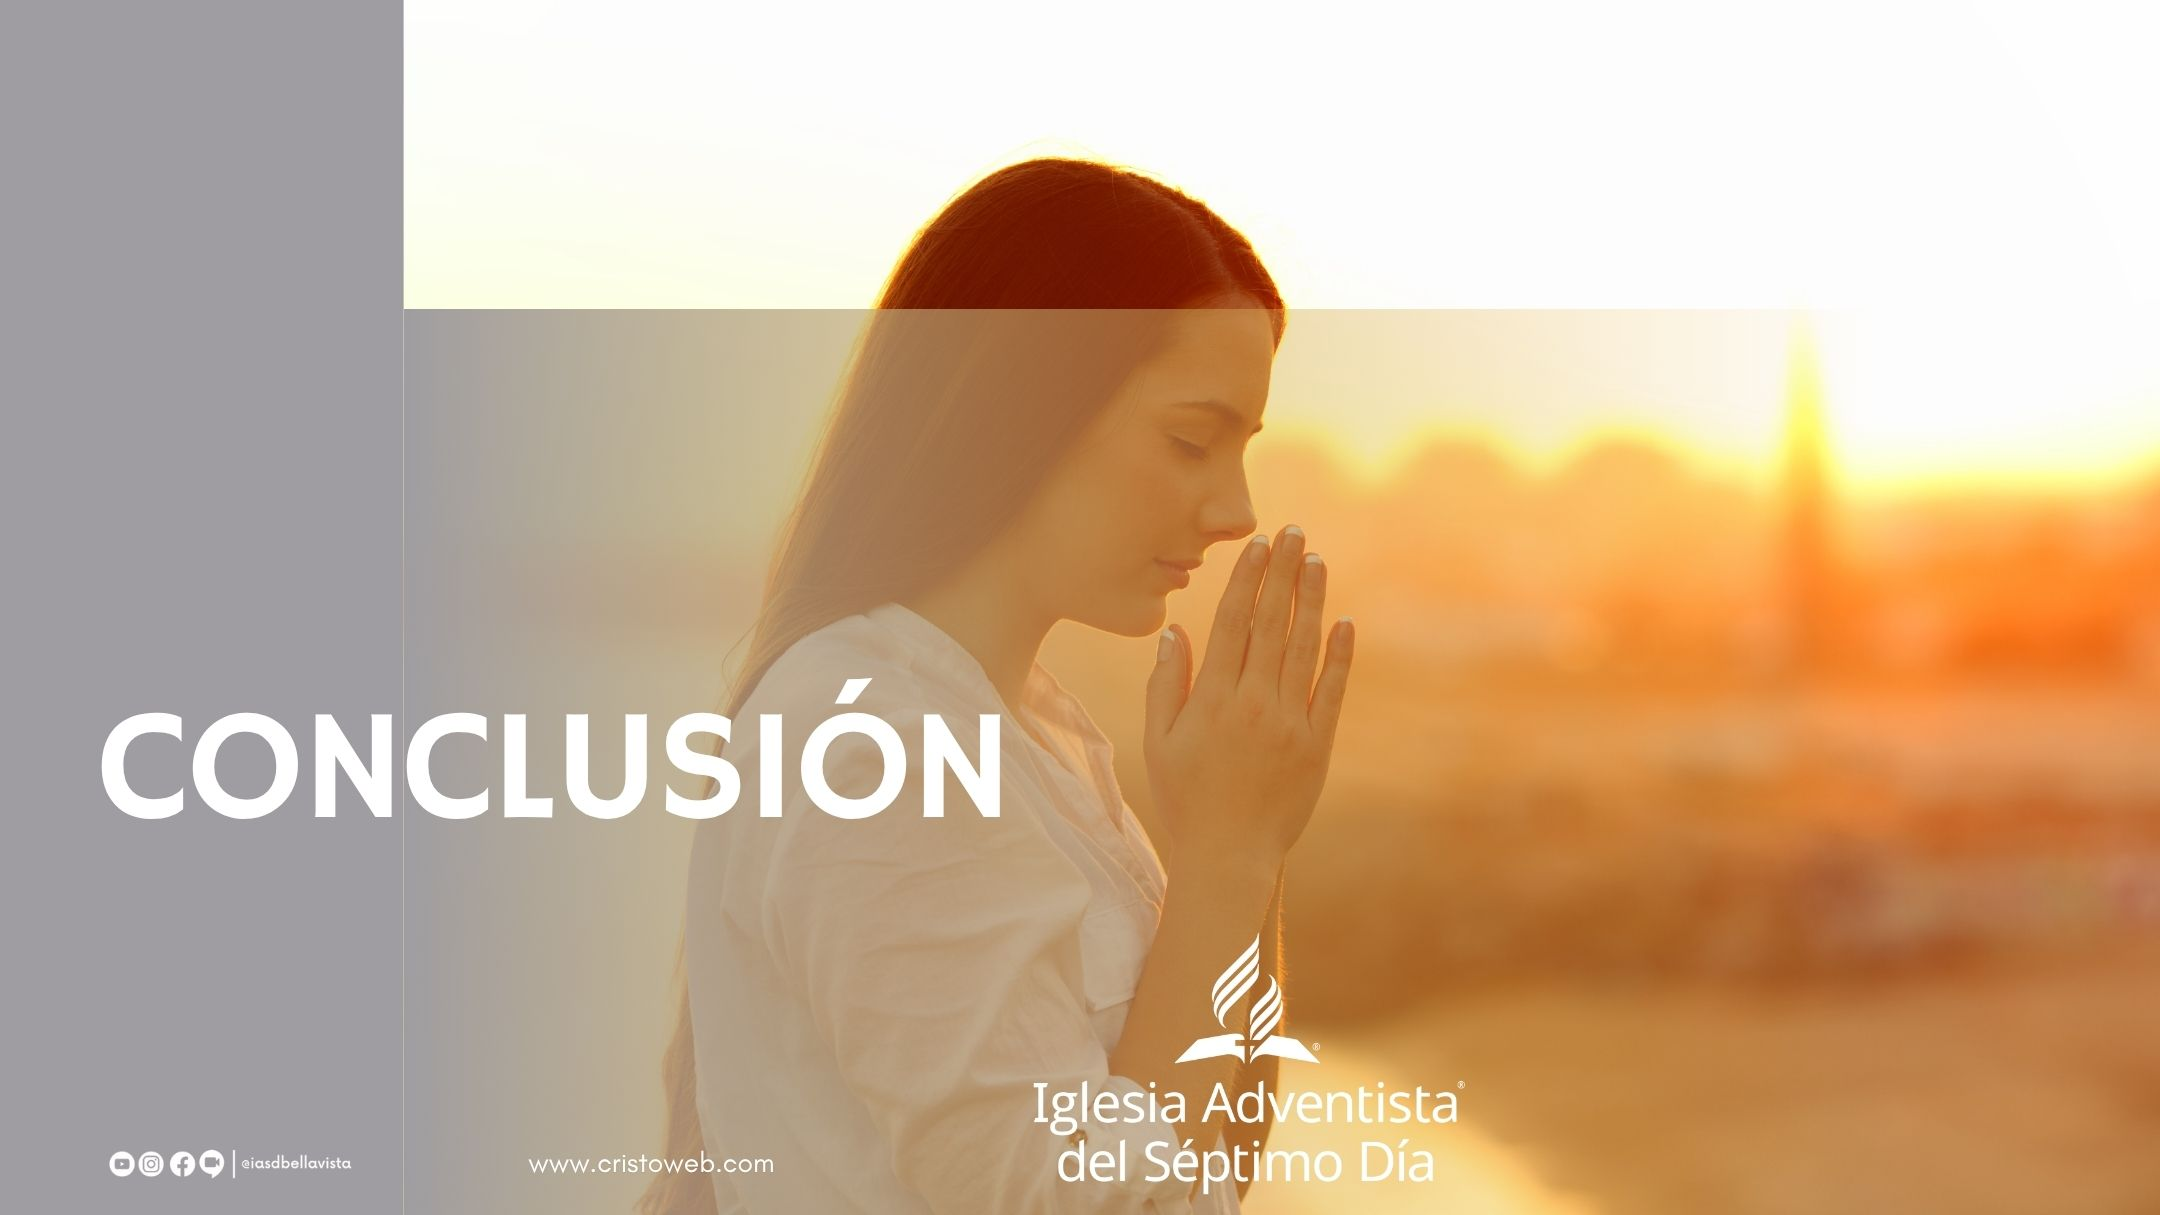 CONCLUSIÓN
Iglesia Adventista®
del Séptimo Día
@iasdbellavista
www.cristoweb.com